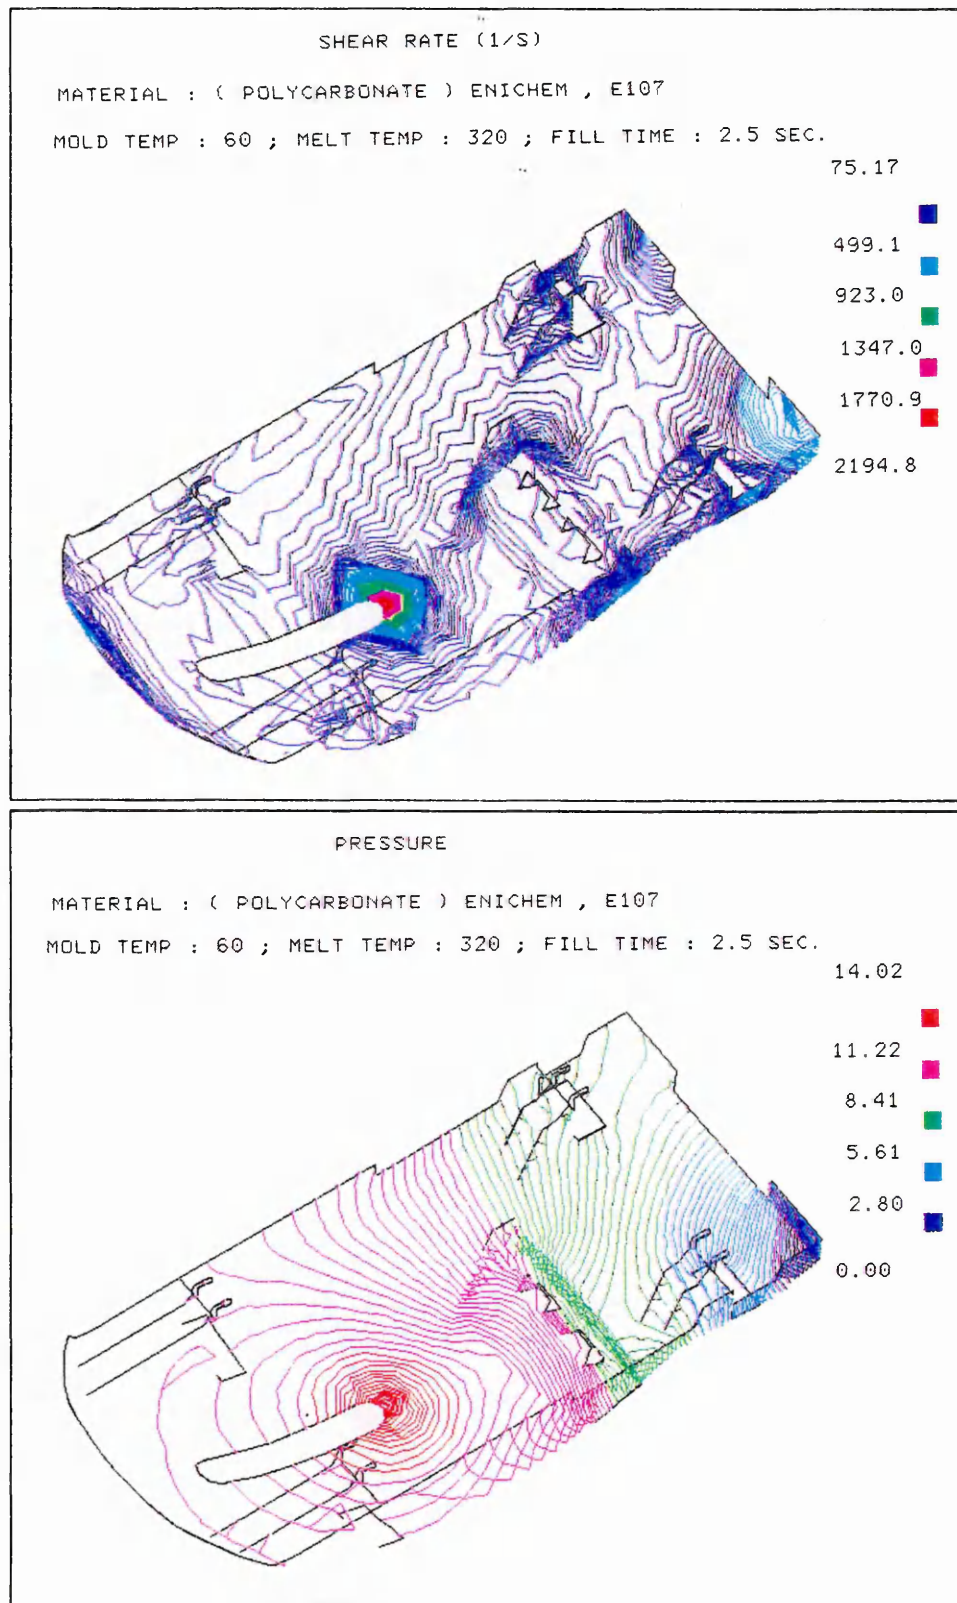 SHEAR RATE (1/S)
MATERIAL : ( POLYCARBONATE ) ENICHEM , E107
MOLD TEMP : 60 ; MELT TEMP : 320 ; FILL TIME : 2.5 SEC.
75.17
499.1
923.0
1347.0
1770.9
2194.8
PRESSURE
MATERIAL : ( POLYCARBONATE ) ENICHEM , E107
MOLD TEMP : 60 ; MELT TEMP : 320 ; FILL TIME : 2.5 SEC.
14.02
11.22
8.41
5.61
2.80
0.00